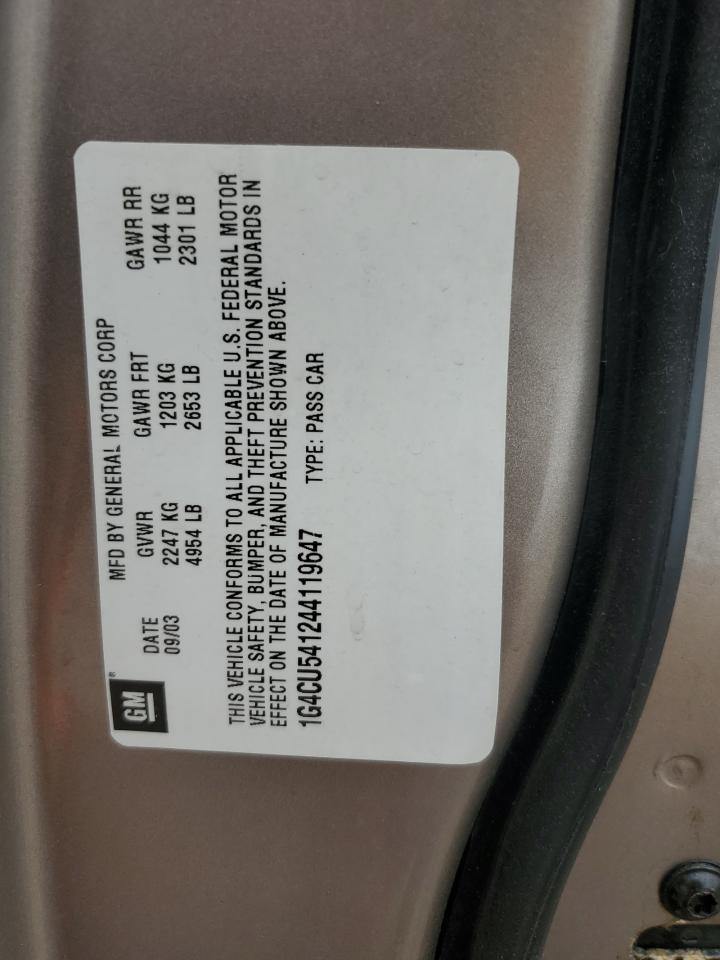 GM®
MFD BY GENERAL MOTORS CORP
DATE GVWR GAWR FRT GAWR RR
09/03 2247 KG 1203 KG 1044 KG
4954 LB 2653 LB 2301 LB
THIS VEHICLE CONFORMS TO ALL APPLICABLE U.S. FEDERAL MOTOR
VEHICLE SAFETY, BUMPER, AND THEFT PREVENTION STANDARDS IN
EFFECT ON THE DATE OF MANUFACTURE SHOWN ABOVE.
1G4CU541244119647 TYPE: PASS CAR